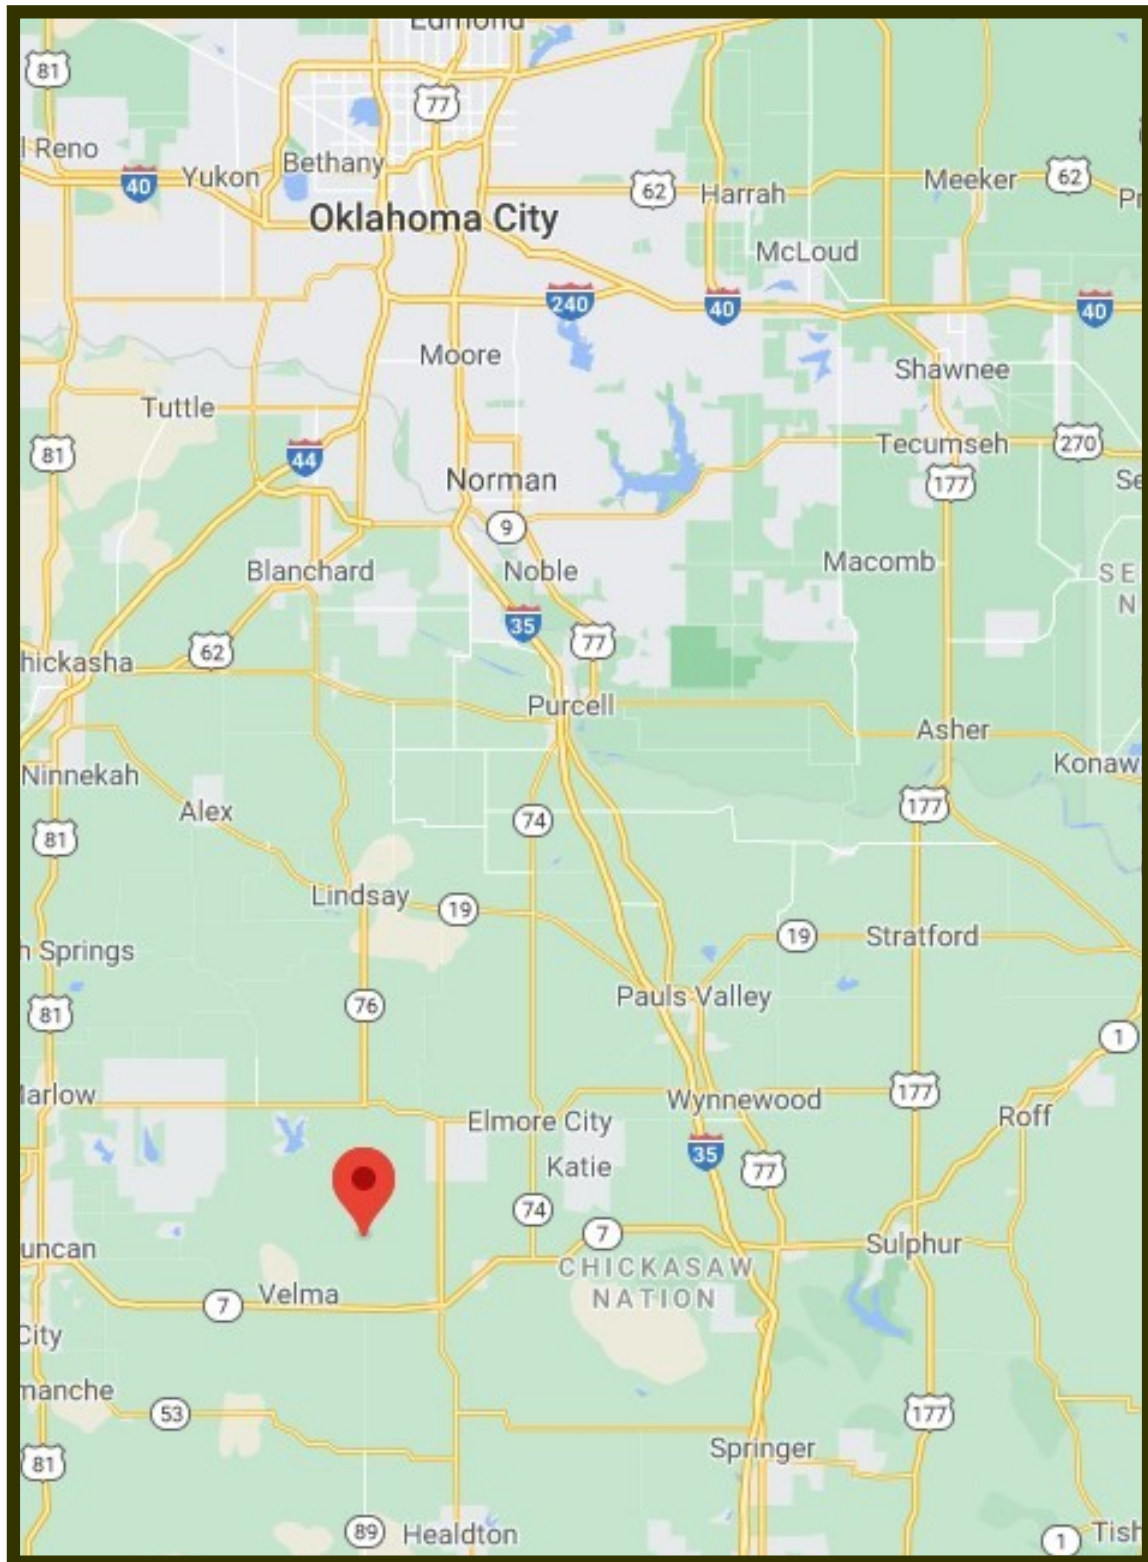 Edmond
81
77
l Reno
Bethany
40
Yukon
62
Harrah
Meeker
62
Pr
Oklahoma City
McLoud
240
40
40
Moore
Shawnee
Tuttle
81
44
Tecumseh
270
Norman
177
Se
9
Blanchard
Noble
Macomb
SE
N
35
62
77
hickasha
Purcell
Asher
Ninnekah
Konaw
Alex
74
177
81
Lindsay
19
19
Stratford
n Springs
76
Pauls Valley
81
1
Marlow
177
Wynnewood
Roff
Elmore City
35
Katie
77
74
7
uncan
Sulphur
CHICKASAW
NATION
7
Velma
City
manche
53
177
81
Springer
89
Healdton
1
Tish